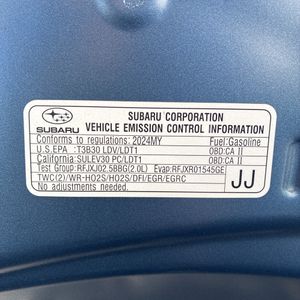 SUBARU CORPORATION
SUBARU VEHICLE EMISSION CONTROL INFORMATION
Conforms to regulations: 2024MY Fuel:Gasoline
U.S.EPA :T3B30 LDV/LDT1 OBD:CA II
California:SULEV30 PC/LDT1 OBD:CA II
Test Group:RFJXJ02.5BBG(2.0L) Evap:RFJXR01545GE
TWC(2)/WR-HO2S/HO2S/DFI/EGR/EGRC
No adjustments needed. JJ